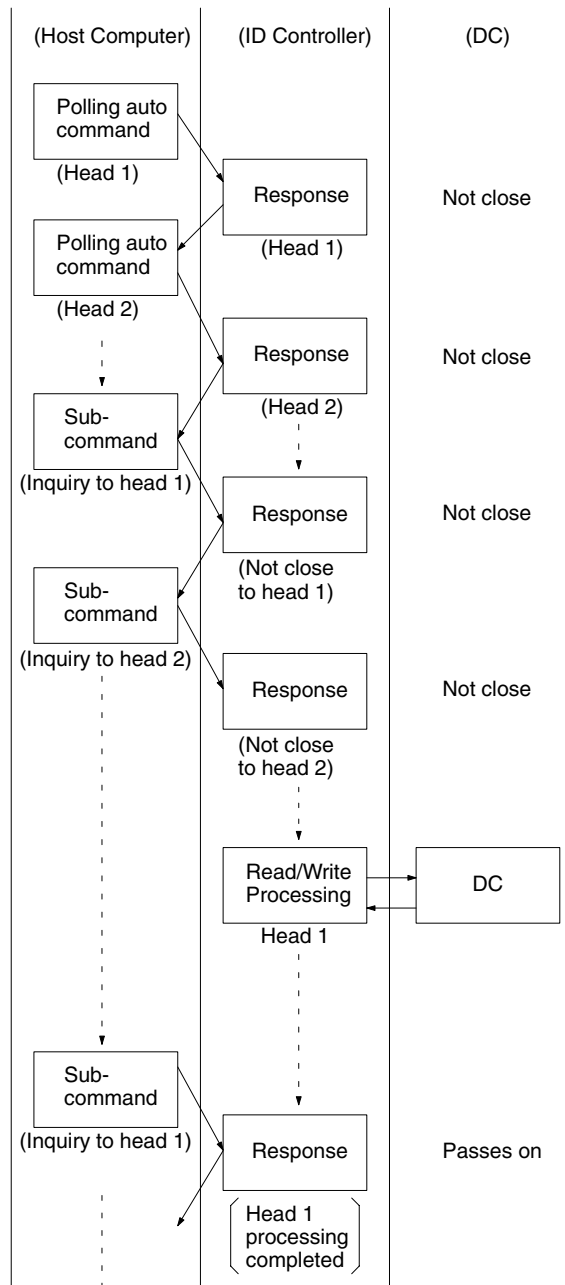 (Host Computer) (ID Controller) (DC)
Polling auto
command
(Head 1)
Response
(Head 1)
Not close
Polling auto
command
(Head 2)
Response
(Head 2)
Not close
Sub-
command
(Inquiry to head 1)
Response
(Not close
to head 1)
Not close
Sub-
command
(Inquiry to head 2)
Response
(Not close
to head 2)
Not close
Read/Write
Processing
Head 1
DC
Sub-
command
(Inquiry to head 1)
Response
Passes on
Head 1
processing
completed